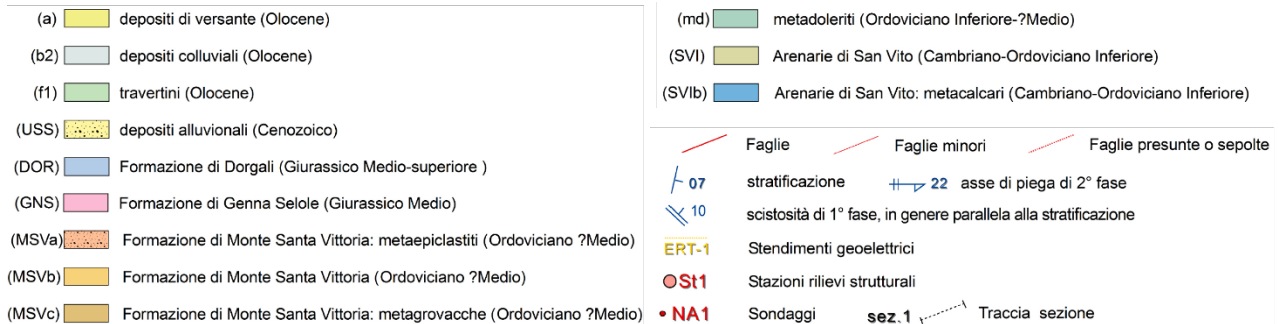 (a) depositi di versante (Olocene)
(b2) depositi colluviali (Olocene)
(f1) travertini (Olocene)
(USS) depositi alluvionali (Cenozoico)
(DOR) Formazione di Dorgali (Giurassico Medio-superiore )
(GNS) Formazione di Genna Selole (Giurassico Medio)
(MSVa) Formazione di Monte Santa Vittoria: metaepiclastiti (Ordoviciano ?Medio)
(MSVb) Formazione di Monte Santa Vittoria (Ordoviciano ?Medio)
(MSVc) Formazione di Monte Santa Vittoria: metagrovacche (Ordoviciano ?Medio)
(md) metadoleriti (Ordoviciano Inferiore-?Medio)
(SVI) Arenarie di San Vito (Cambriano-Ordoviciano Inferiore)
(SVIb) Arenarie di San Vito: metacalcari (Cambriano-Ordoviciano Inferiore)
Faglie Faglie minori Faglie presunte o sepolte
07 stratificazione 22 asse di piega di 2° fase
10 scistosità di 1° fase, in genere parallela alla stratificazione
ERT-1 Stendimenti geoelettrici
St1 Stazioni rilievi strutturali
NA1 Sondaggi sez.1 Traccia sezione